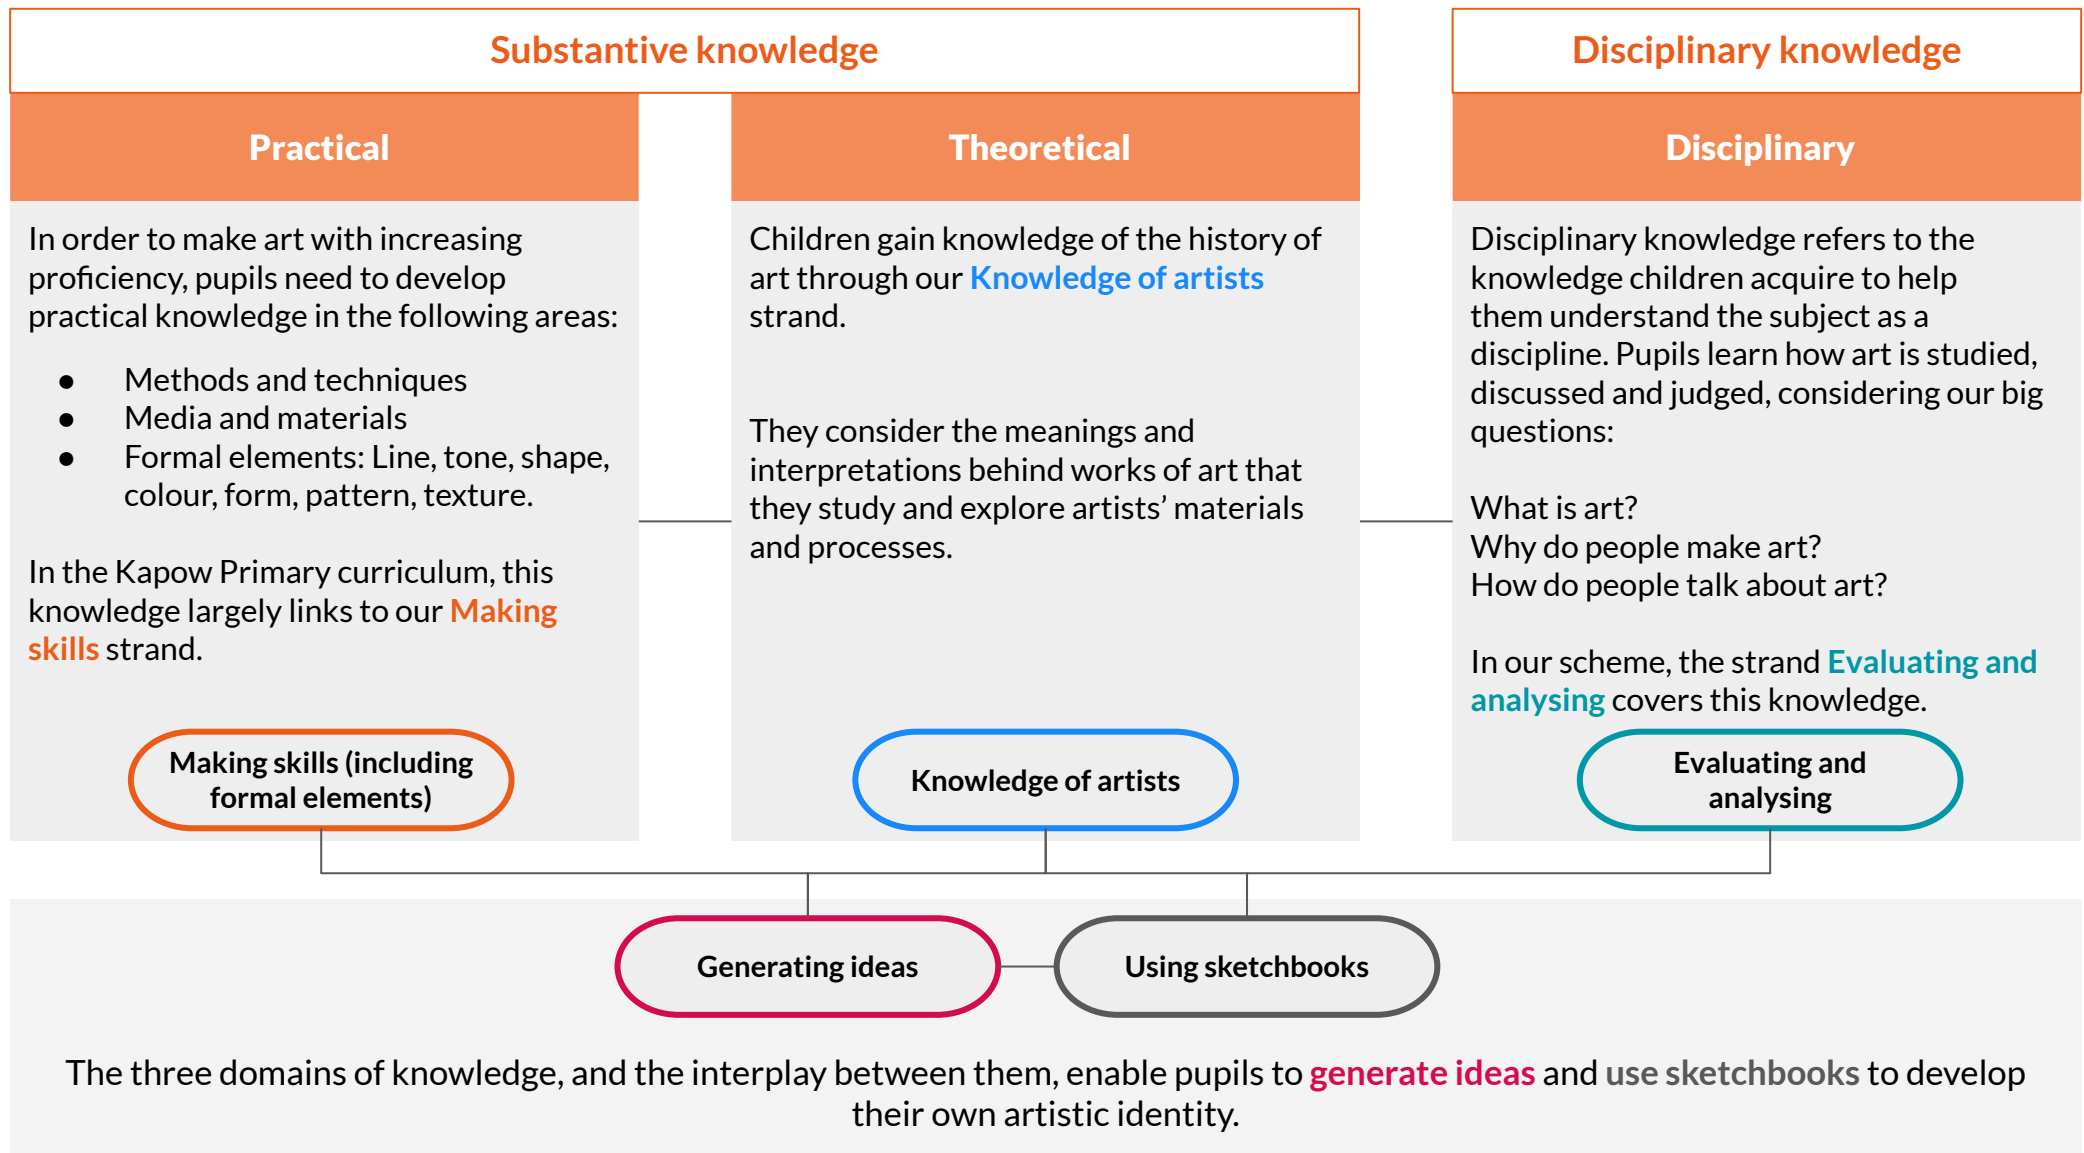 Substantive knowledge
Disciplinary knowledge
Practical
In order to make art with increasing
proficiency, pupils need to develop
practical knowledge in the following areas:
● Methods and techniques
● Media and materials
● Formal elements: Line, tone, shape,
colour, form, pattern, texture.
In the Kapow Primary curriculum, this
knowledge largely links to our Making
skills strand.
Making skills (including
formal elements)
Theoretical
Children gain knowledge of the history of
art through our Knowledge of artists
strand.
They consider the meanings and
interpretations behind works of art that
they study and explore artists’ materials
and processes.
Knowledge of artists
Disciplinary
Disciplinary knowledge refers to the
knowledge children acquire to help
them understand the subject as a
discipline. Pupils learn how art is studied,
discussed and judged, considering our big
questions:
What is art?
Why do people make art?
How do people talk about art?
In our scheme, the strand Evaluating and
analysing covers this knowledge.
Evaluating and
analysing
Generating ideas
Using sketchbooks
The three domains of knowledge, and the interplay between them, enable pupils to generate ideas and use sketchbooks to develop
their own artistic identity.